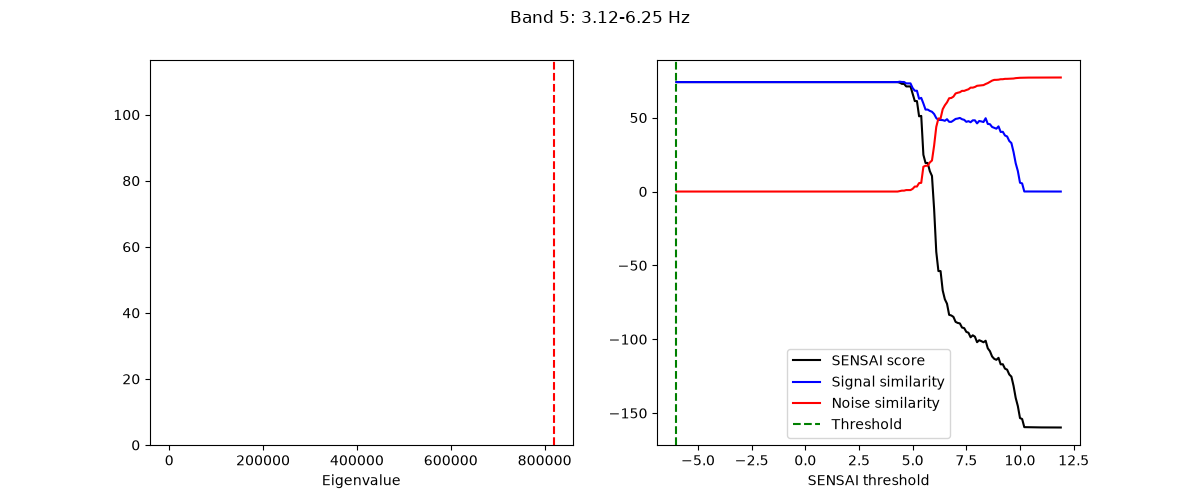 Band 5: 3.12-6.25 Hz
100
80
60
40
20
0
0 200000 400000 600000 800000
Eigenvalue
50
0
−50
−100
−150
SENSAI score
Signal similarity
Noise similarity
Threshold
−5.0 −2.5 0.0 2.5 5.0 7.5 10.0 12.5
SENSAI threshold